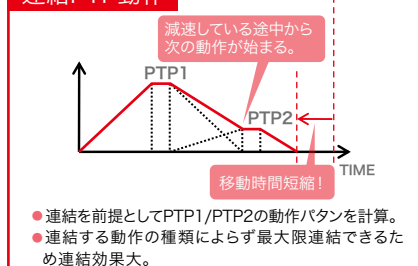 連結PTP動作
減速している途中から
次の動作が始まる。
PTP1
PTP2
TIME
移動時間短縮！
●連結を前提としてPTP1/PTP2の動作パタンを計算。
●連結する動作の種類によらず最大限連結できるた
め連結効果大。